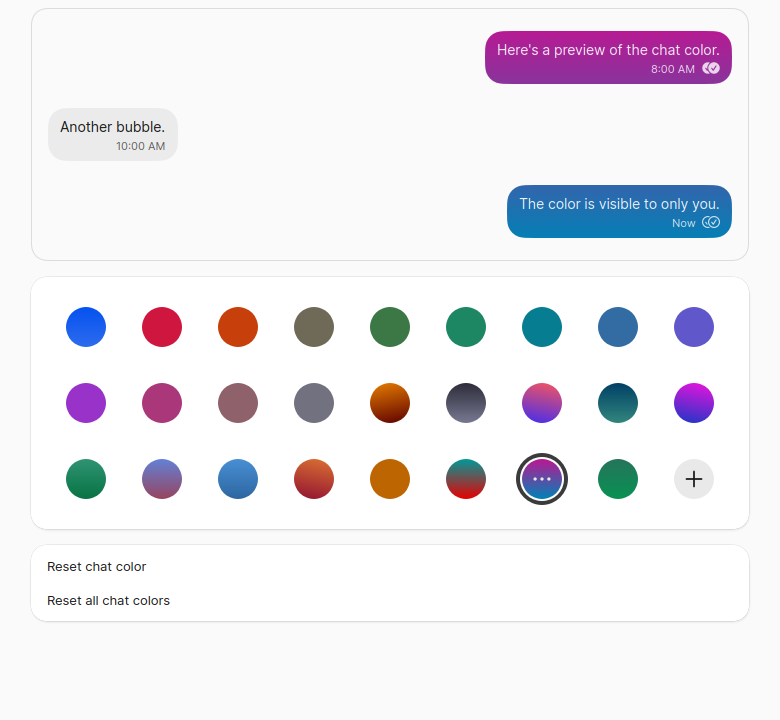 Here's a preview of the chat color.
8:00 AM
Another bubble.
10:00 AM
The color is visible to only you.
Now
Reset chat color
Reset all chat colors